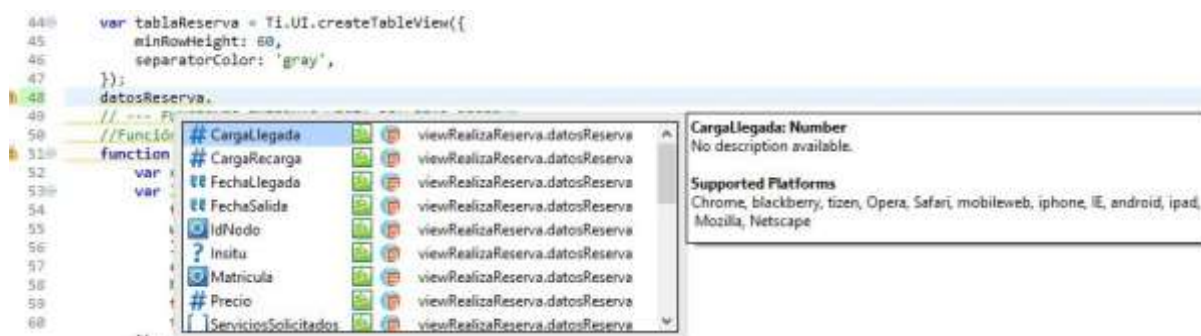 44 var tablaReserva = Ti.UI.createTableView({
45 minRowHeight: 60,
46 separatorColor: 'gray',
47 });
48 datosReserva.
49 // ---
50 //Función
51 function
52 var
53 var
54
55
56
57
58
59
60
# CargaLlegada viewRealizaReserva.datosReserva
# CargaRecarga viewRealizaReserva.datosReserva
FechaLlegada viewRealizaReserva.datosReserva
FechaSalida viewRealizaReserva.datosReserva
IdNodo viewRealizaReserva.datosReserva
? Insitu viewRealizaReserva.datosReserva
Matricula viewRealizaReserva.datosReserva
# Precio viewRealizaReserva.datosReserva
[ ] ServiciosSolicitados viewRealizaReserva.datosReserva
CargaLlegada: Number
No description available.
Supported Platforms
Chrome, blackberry, tizen, Opera, Safari, mobileweb, iphone, IE, android, ipad,
Mozilla, Netscape